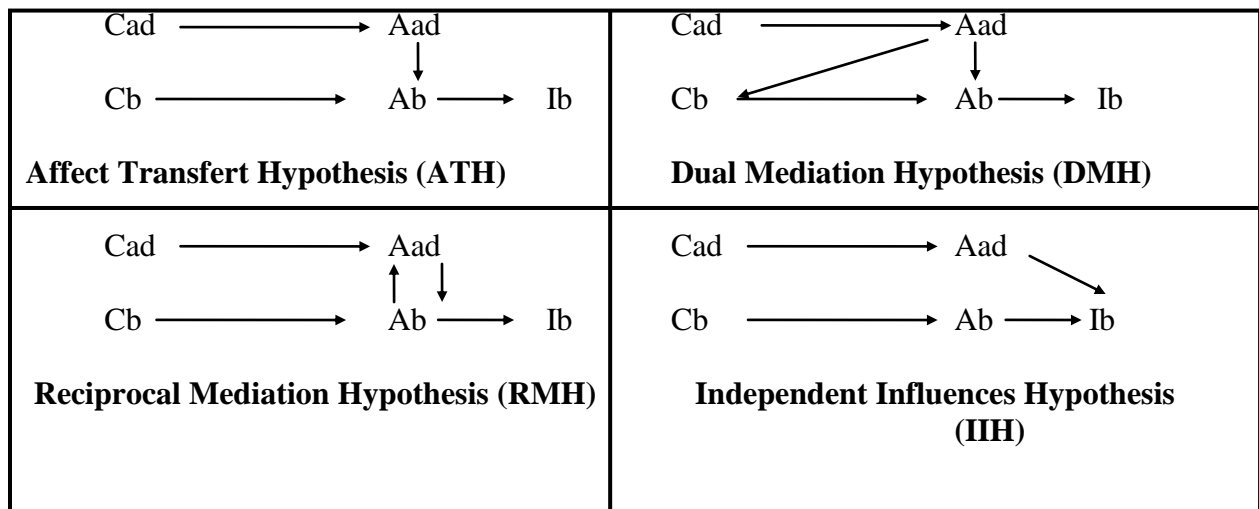 Cad Aad
Cb Ab Ib
Affect Transfert Hypothesis (ATH)
Cad Aad
Cb Ab Ib
Dual Mediation Hypothesis (DMH)
Cad Aad
Cb Ab Ib
Reciprocal Mediation Hypothesis (RMH)
Cad Aad
Cb Ab Ib
Independent Influences Hypothesis
(IIH)